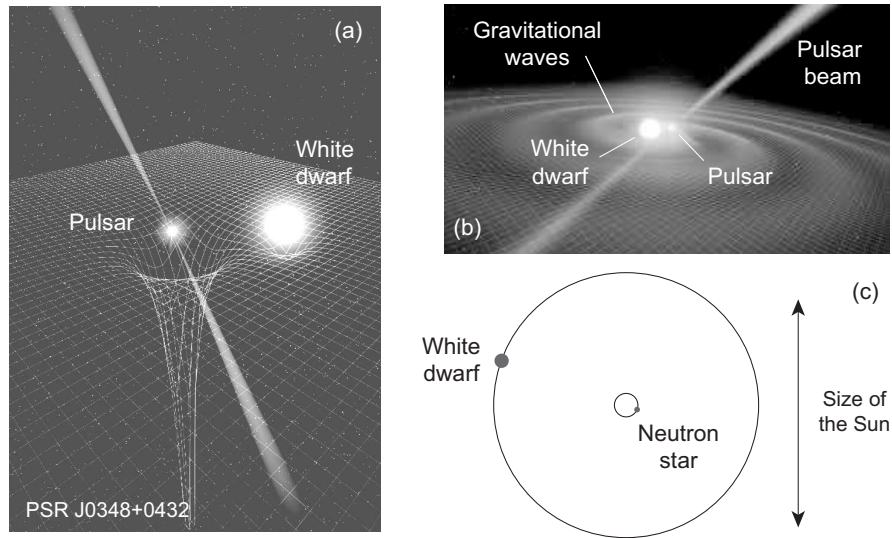 (a)
White
dwarf
Pulsar
PSR J0348+0432
Gravitational
waves
Pulsar
beam
White
dwarf
Pulsar
(b)
(c)
White
dwarf
Neutron
star
Size of
the Sun